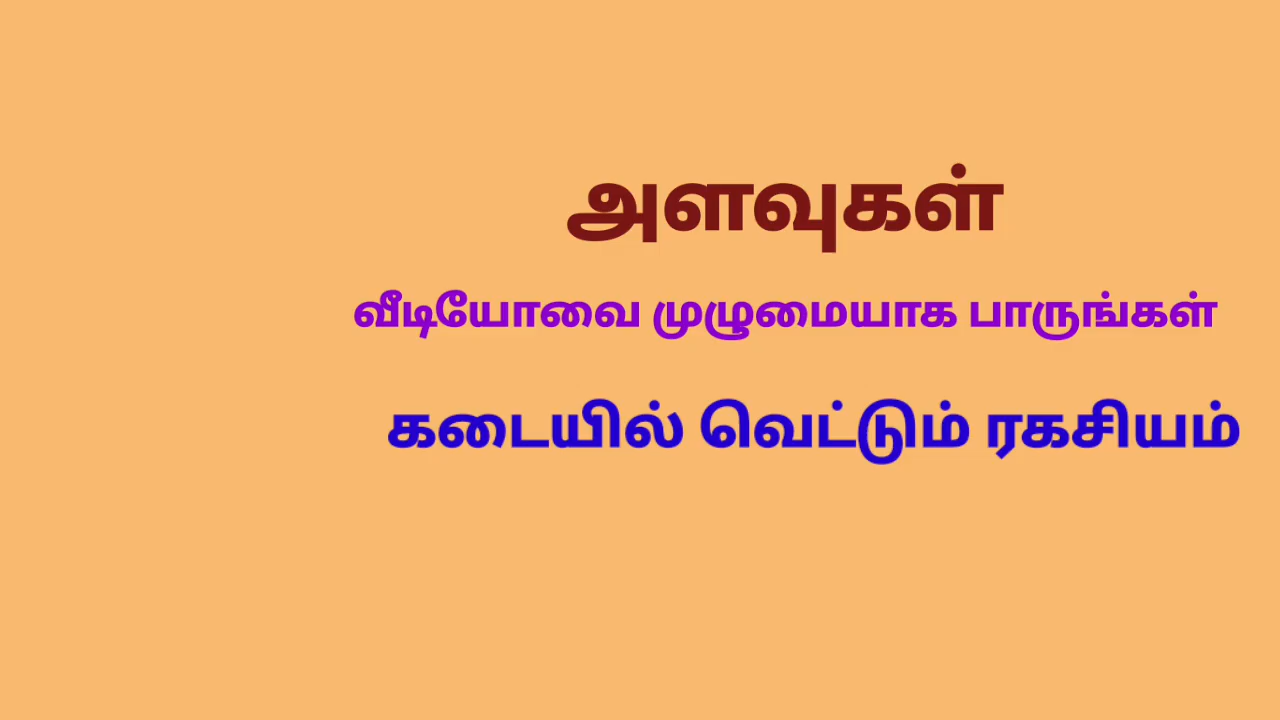 அளவுகள்
வீடியோவை முழுமையாக பாருங்கள்
கடையில் வெட்டும் ரகசியம்